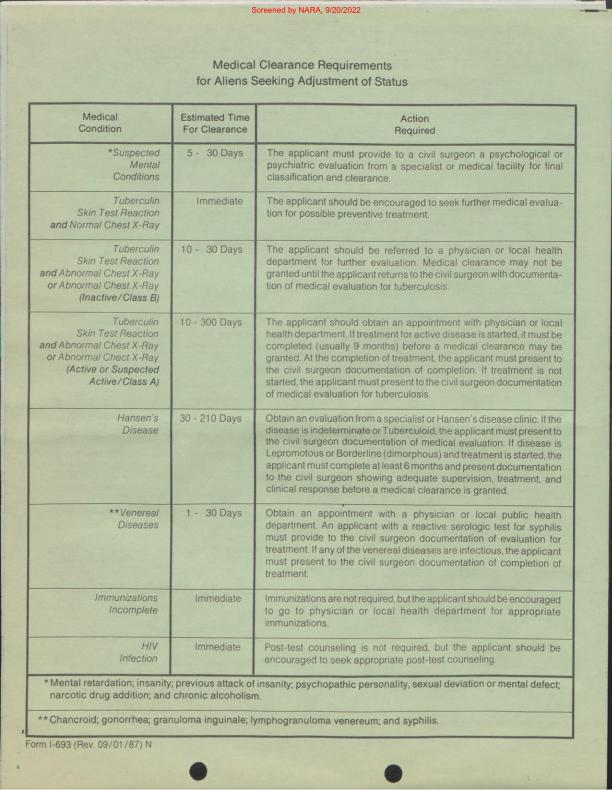 Screened by NARA, 9/20/2022
Medical Clearance Requirements
for Aliens Seeking Adjustment of Status
Medical
Condition
Estimated Time
For Clearance
Action
Required
*Suspected
Mental
Conditions
5 - 30 Days
The applicant must provide to a civil surgeon a psychological or
psychiatric evaluation from a specialist or medical facility for final
classification and clearance.
Tuberculin
Skin Test Reaction
and Normal Chest X-Ray
Immediate
The applicant should be encouraged to seek further medical evalua-
tion for possible preventive treatment.
Tuberculin
Skin Test Reaction
and Abnormal Chest X-Ray
or Abnormal Chest X-Ray
(Inactive/Class B)
10 - 30 Days
The applicant should be referred to a physician or local health
department for further evaluation. Medical clearance may not be
granted until the applicant returns to the civil surgeon with documenta-
tion of medical evaluation for tuberculosis.
Tuberculin
Skin Test Reaction
and Abnormal Chest X-Ray
or Abnormal Chect X-Ray
(Active or Suspected
Active/Class A)
10 - 300 Days
The applicant should obtain an appointment with physician or local
health department. If treatment for active disease is started, it must be
completed (usually 9 months) before a medical clearance may be
granted. At the completion of treatment, the applicant must present to
the civil surgeon documentation of completion. If treatment is not
started, the applicant must present to the civil surgeon documentation
of medical evaluation for tuberculosis.
Hansen's
Disease
30 - 210 Days
Obtain an evaluation from a specialist or Hansen's disease clinic. If the
disease is indeterminate or Tuberculoid, the applicant must present to
the civil surgeon documentation of medical evaluation. If disease is
Lepromotous or Borderline (dimorphous) and treatment is started, the
applicant must complete at least 6 months and present documentation
to the civil surgeon showing adequate supervision, treatment, and
clinical response before a medical clearance is granted.
**Venereal
Diseases
1 - 30 Days
Obtain an appointment with a physician or local public health
department. An applicant with a reactive serologic test for syphilis
must provide to the civil surgeon documentation of evaluation for
treatment. If any of the venereal diseases are infectious, the applicant
must present to the civil surgeon documentation of completion of
treatment.
Immunizations
Incomplete
Immediate
Immunizations are not required, but the applicant should be encouraged
to go to physician or local health department for appropriate
immunizations.
HIV
Infection
Immediate
Post-test counseling is not required, but the applicant should be
encouraged to seek appropriate post-test counseling.
* Mental retardation; insanity; previous attack of insanity; psychopathic personality, sexual deviation or mental defect;
narcotic drug addition; and chronic alcoholism.
** Chancroid; gonorrhea; granuloma inguinale; lymphogranuloma venereum; and syphilis.
Form I-693 (Rev. 09/01/87) N